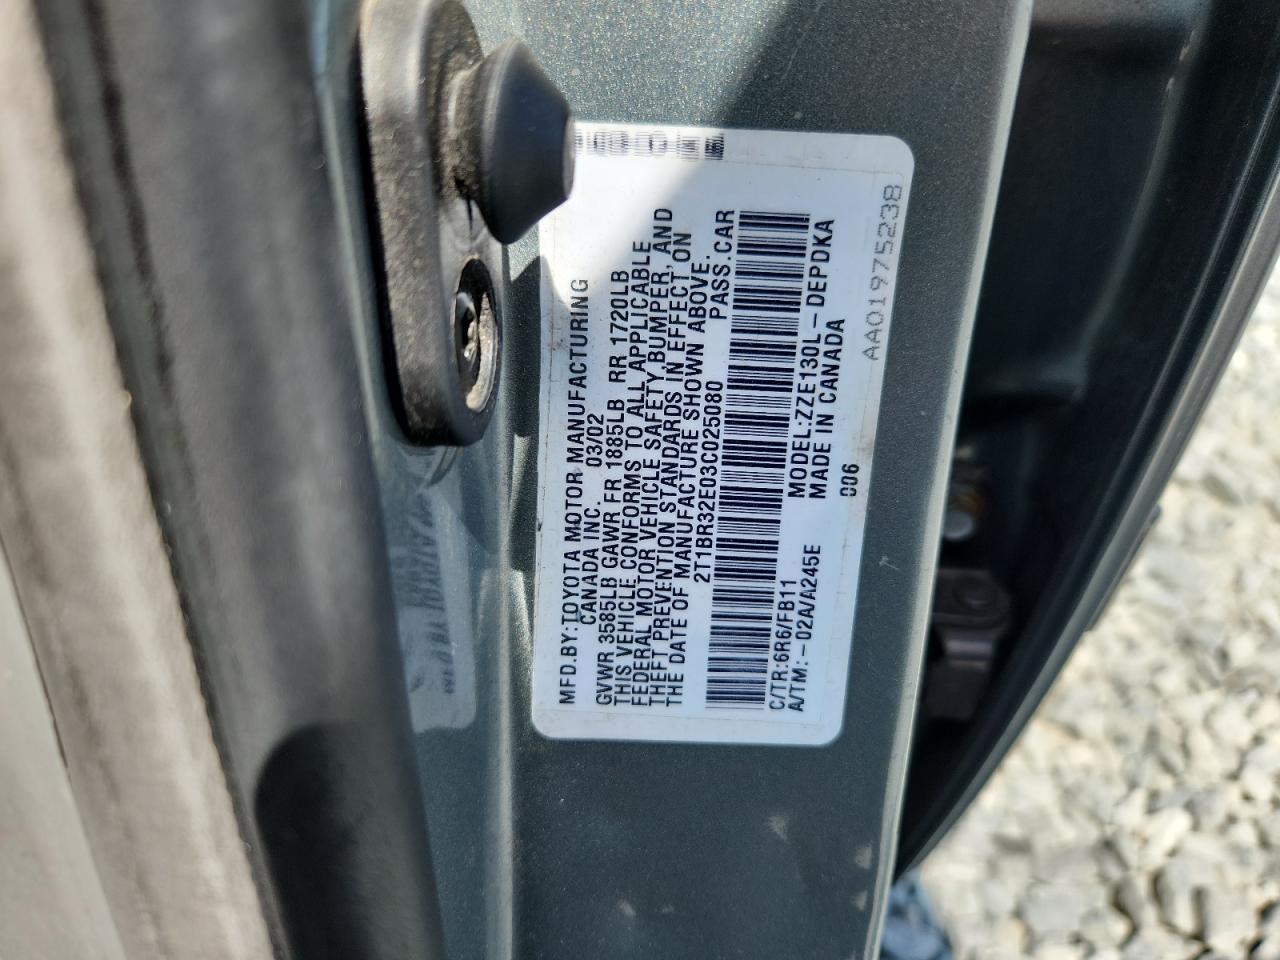 MFD.BY:TOYOTA MOTOR MANUFACTURING
CANADA INC. 03/02
GVWR 3585LB GAWR FR 1885LB RR 1720LB
THIS VEHICLE CONFORMS TO ALL APPLICABLE
FEDERAL MOTOR VEHICLE SAFETY,BUMPER, AND
THEFT PREVENTION STANDARDS IN EFFECT ON
THE DATE OF MANUFACTURE SHOWN ABOVE.
2T1BR32E03C025080 PASS.CAR
C/TR:6R6/FB11 MODEL:ZZE130L-DEPDKA
A/TM:-02A/A245E MADE IN CANADA
006
AA01975238